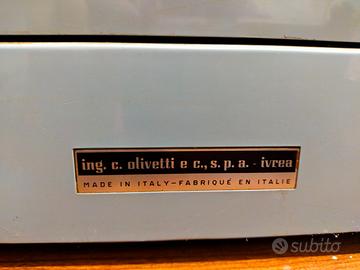 ing. c. olivetti e c., s. p. a. - ivrea
MADE IN ITALY-FABRIQUÉ EN ITALIE
subito